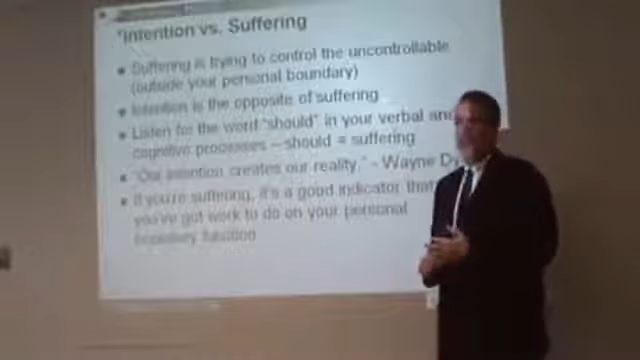 "Intention vs. Suffering
Suffering is trying to control the uncontrollable
(outside your personal boundary)
Intention is the opposite of suffering
Listen for the word "should" in your verbal and
cognitive processes – should = suffering
"Our intention creates our reality." - Wayne Dy
If you're suffering, it's a good indicator that
you've got work to do on your personal
boundary function